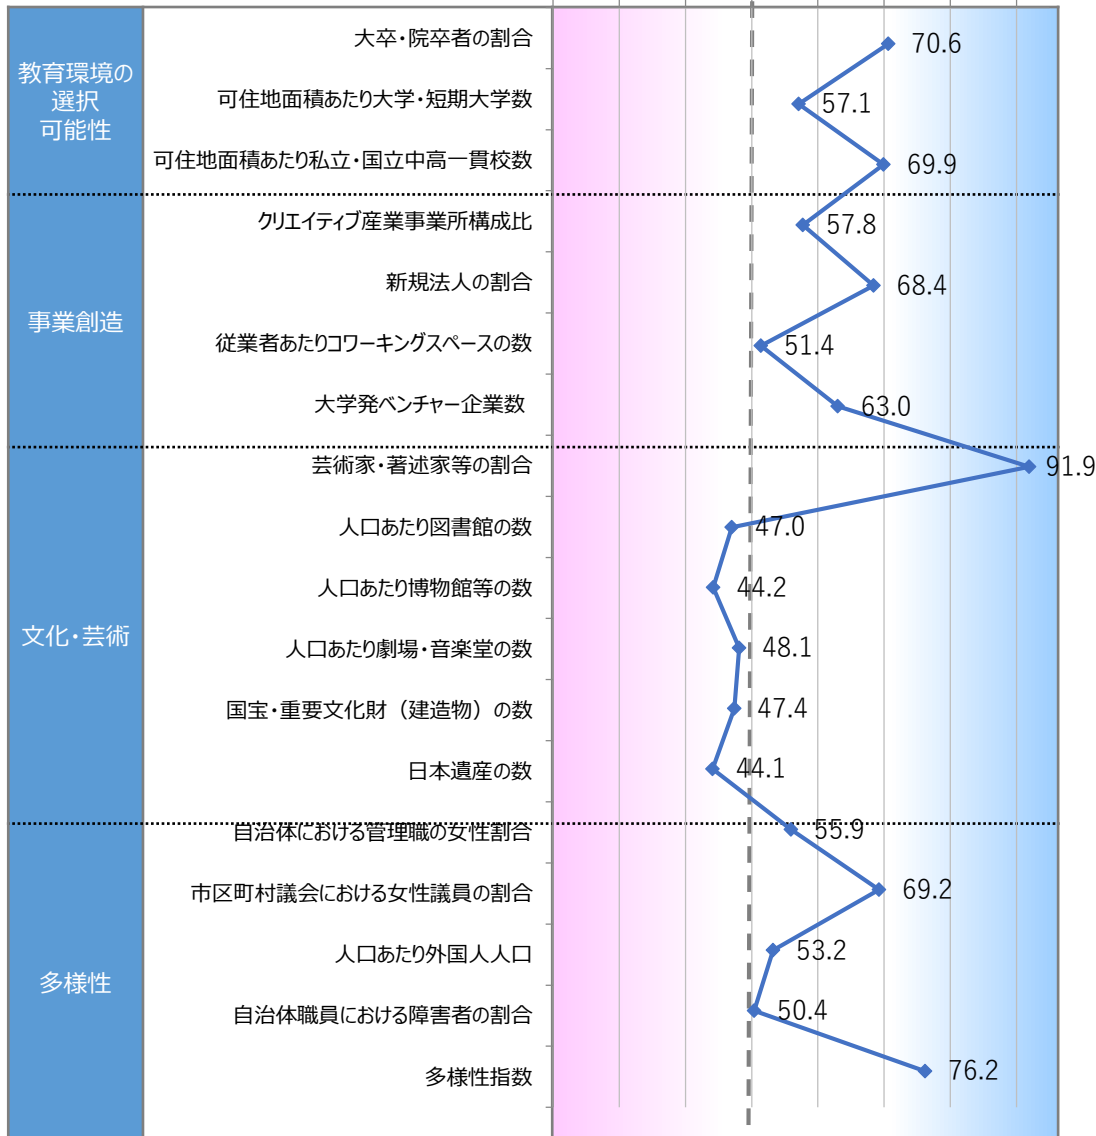 教育環境の
選択
可能性
大卒・院卒者の割合 70.6
可住地面積あたり大学・短期大学数 57.1
可住地面積あたり私立・国立中高一貫校数 69.9
事業創造
クリエイティブ産業事業所構成比 57.8
新規法人の割合 68.4
従業者あたりコワーキングスペースの数 51.4
大学発ベンチャー企業数 63.0
文化・芸術
芸術家・著述家等の割合 91.9
人口あたり図書館の数 47.0
人口あたり博物館等の数 44.2
人口あたり劇場・音楽堂の数 48.1
国宝・重要文化財（建造物）の数 47.4
日本遺産の数 44.1
多様性
自治体における管理職の女性割合 55.9
市区町村議会における女性議員の割合 69.2
人口あたり外国人人口 53.2
自治体職員における障害者の割合 50.4
多様性指数 76.2